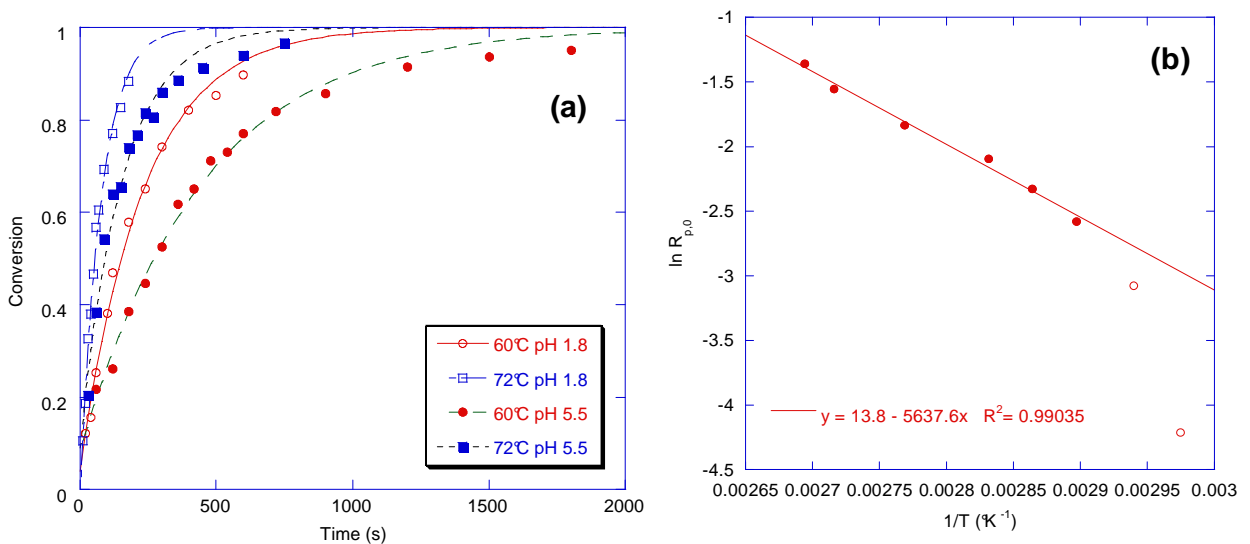 (a)
Conversion
1
0.8
0.6
0.4
0.2
0
0 500 1000 1500 2000
Time (s)
60°C pH 1.8
72°C pH 1.8
60°C pH 5.5
72°C pH 5.5
(b)
ln R_p,0
-1
-1.5
-2
-2.5
-3
-3.5
-4
-4.5
y = 13.8 - 5637.6x R²= 0.99035
0.00265 0.0027 0.00275 0.0028 0.00285 0.0029 0.00295 0.003
1/T (°K⁻¹)